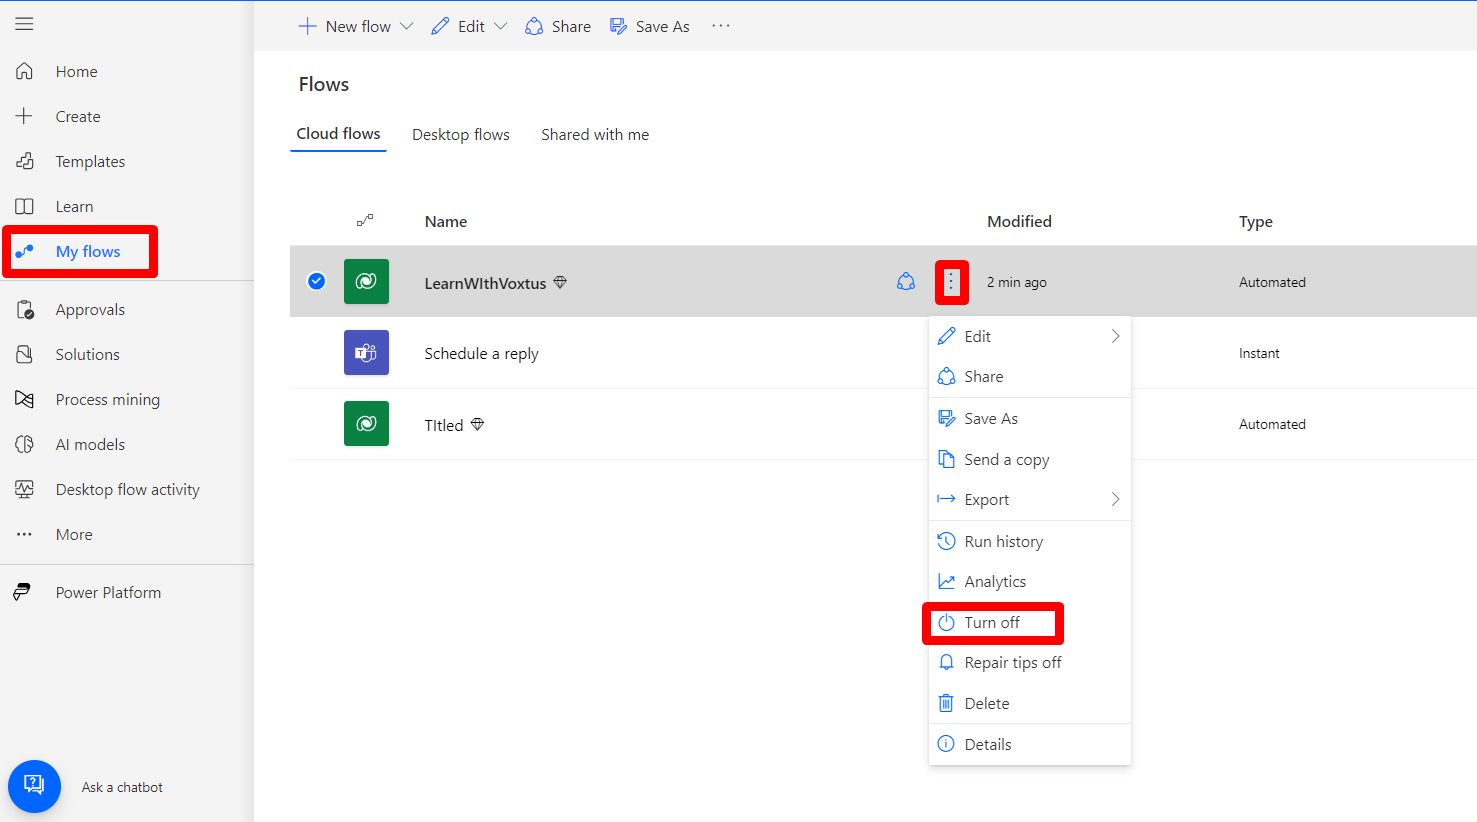 New flow
Edit
Share
Save As
Home
Create
Templates
Learn
My flows
Approvals
Solutions
Process mining
AI models
Desktop flow activity
More
Power Platform
Ask a chatbot
Flows
Cloud flows
Desktop flows
Shared with me
Name
Modified
Type
LearnWIthVoxtus
2 min ago
Automated
Schedule a reply
Instant
TItled
Automated
Edit
Share
Save As
Send a copy
Export
Run history
Analytics
Turn off
Repair tips off
Delete
Details